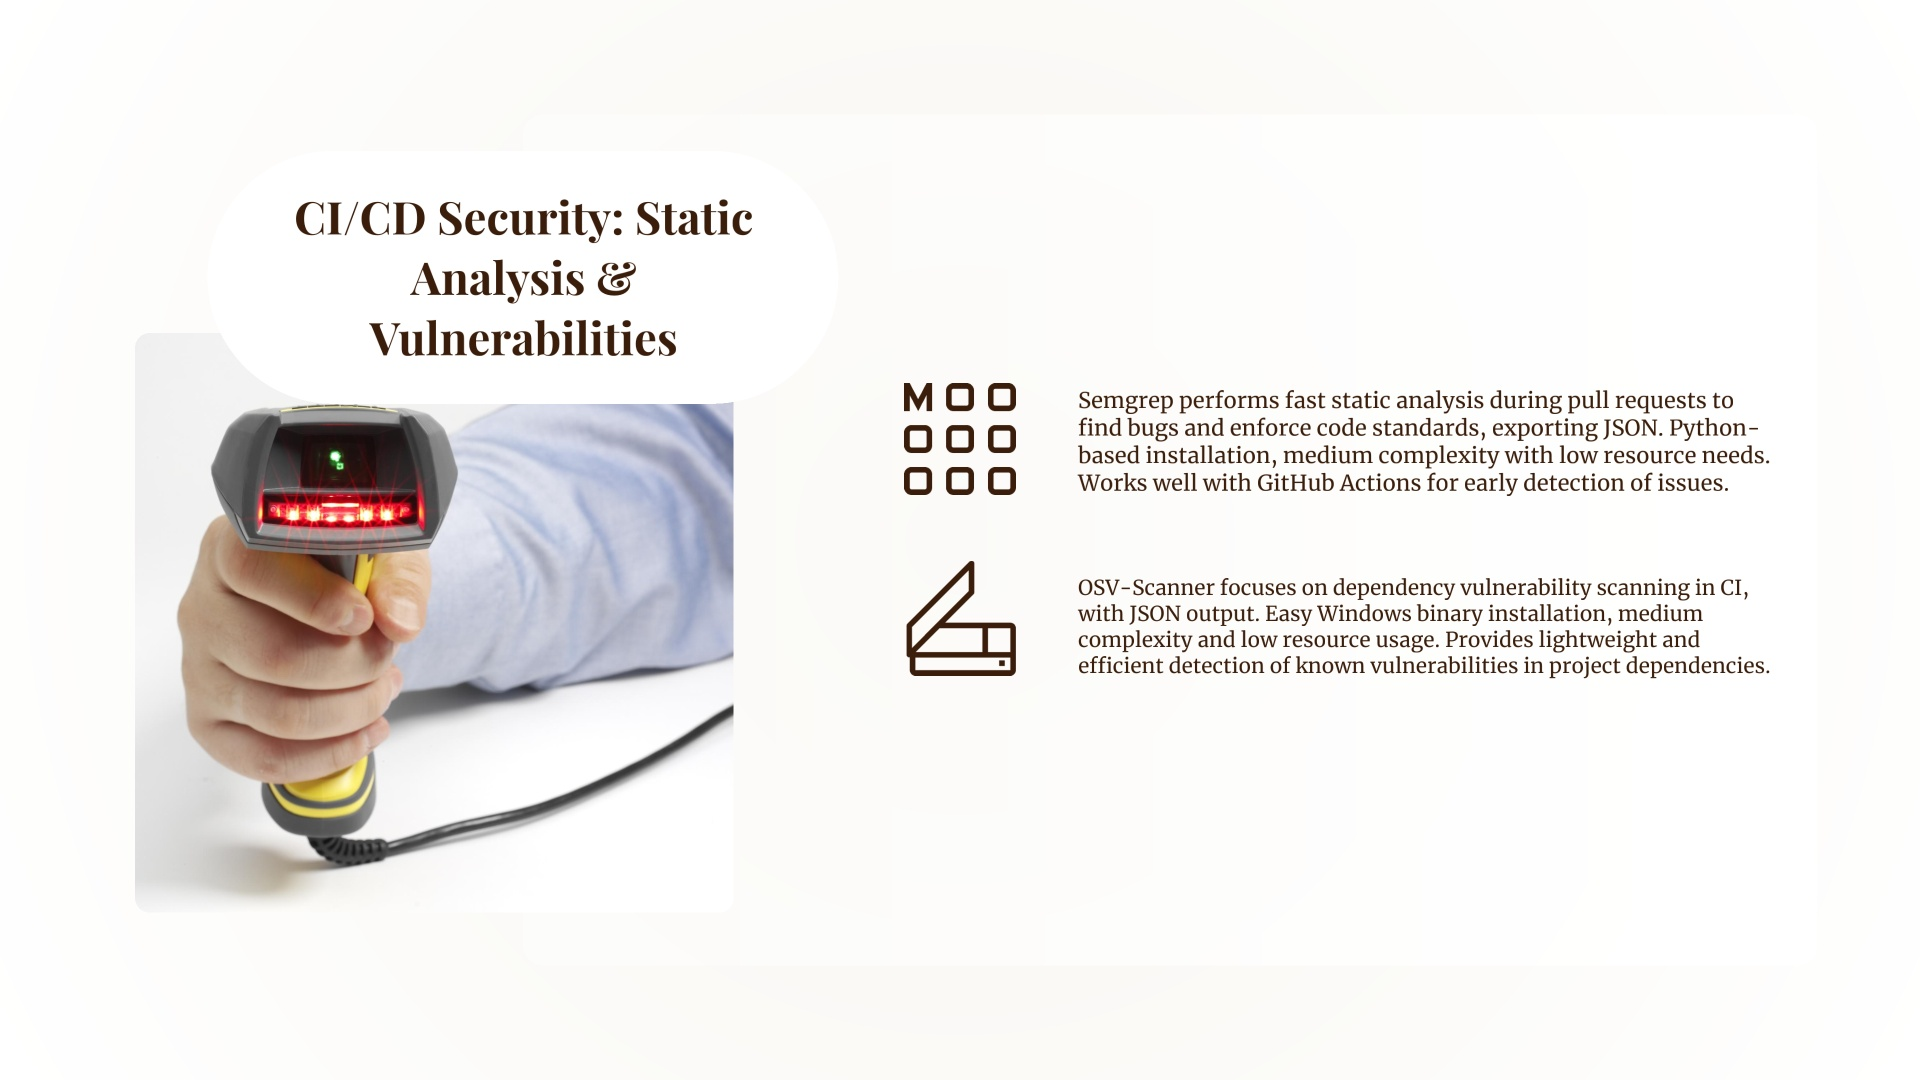 CI/CD Security: Static
Analysis &
Vulnerabilities
M
Semgrep performs fast static analysis during pull requests to
find bugs and enforce code standards, exporting JSON. Python-
based installation, medium complexity with low resource needs.
Works well with GitHub Actions for early detection of issues.
OSV-Scanner focuses on dependency vulnerability scanning in CI,
with JSON output. Easy Windows binary installation, medium
complexity and low resource usage. Provides lightweight and
efficient detection of known vulnerabilities in project dependencies.